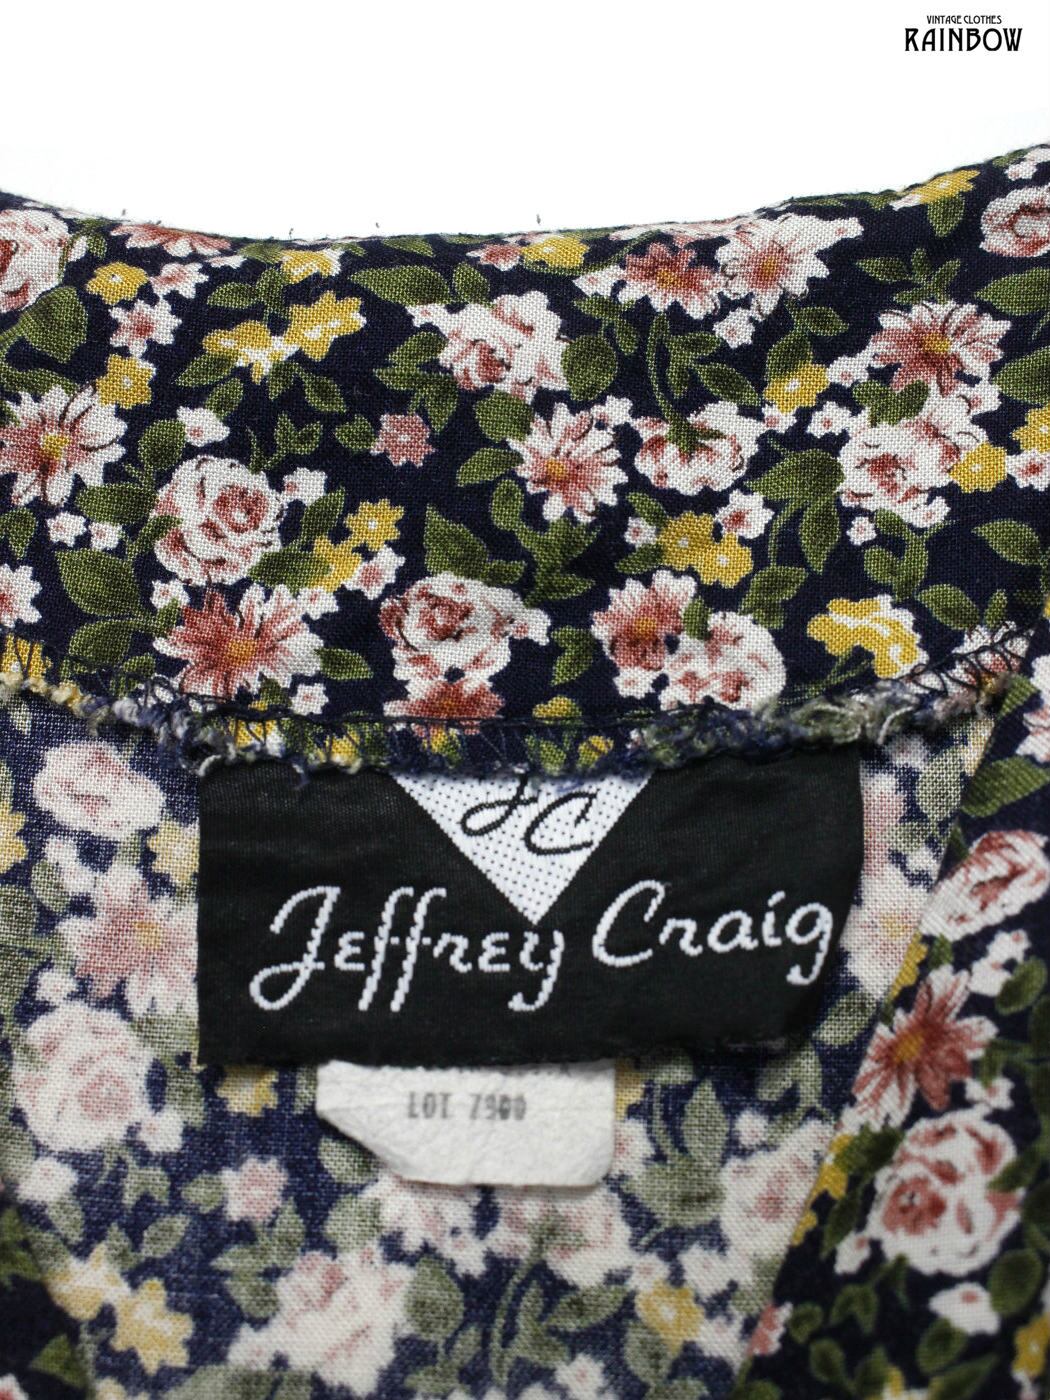 VINTAGE CLOTHES
RAINBOW
JC
Jeffrey Craig
LOT 7900